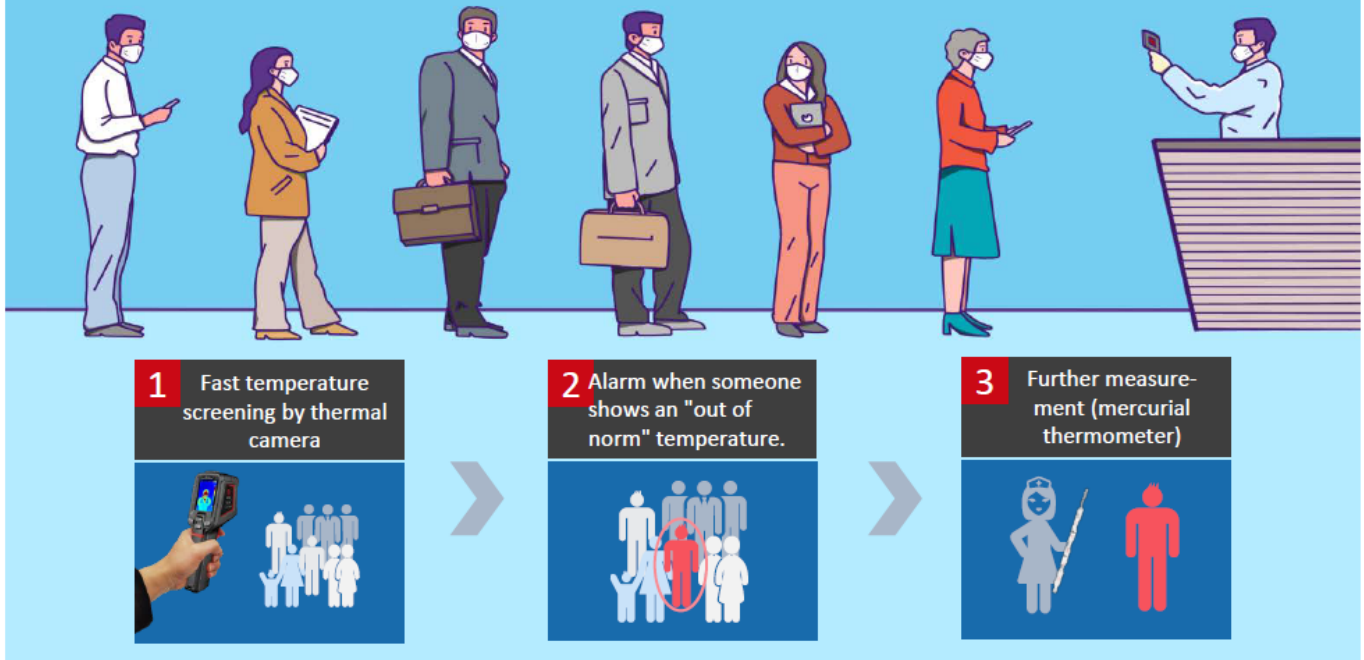 1
Fast temperature
screening by thermal
camera
2
Alarm when someone
shows an "out of
norm" temperature.
3
Further measure-
ment (mercurial
thermometer)